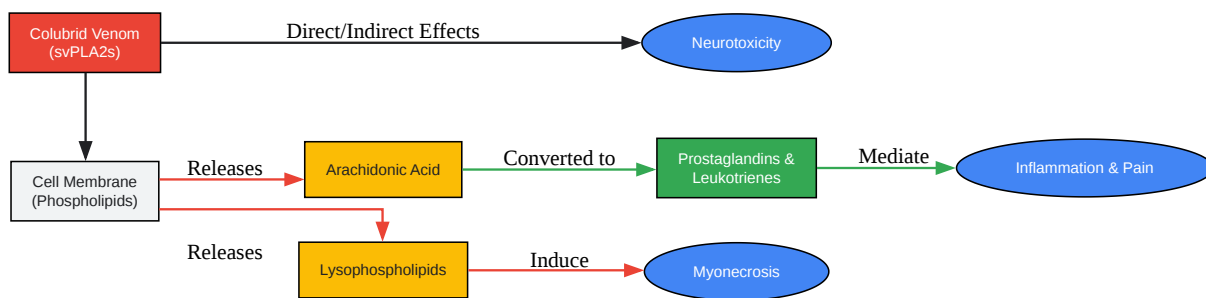 Colubrid Venom
(svPLA2s)
Direct/Indirect Effects
Neurotoxicity
Cell Membrane
(Phospholipids)
Releases
Arachidonic Acid
Converted to
Prostaglandins &
Leukotrienes
Mediate
Inflammation & Pain
Releases
Lysophospholipids
Induce
Myonecrosis